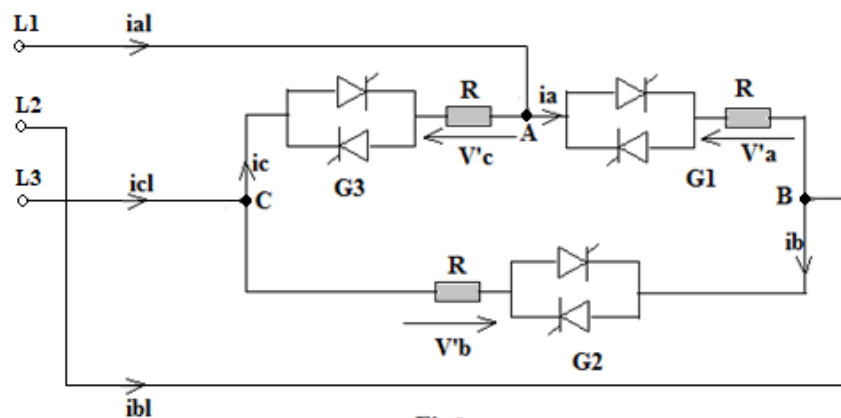 L1 ial
L2
R ia R
A
V'c V'a
L3 icl ic G3 G1
C B
R ib
V'b G2
ibl